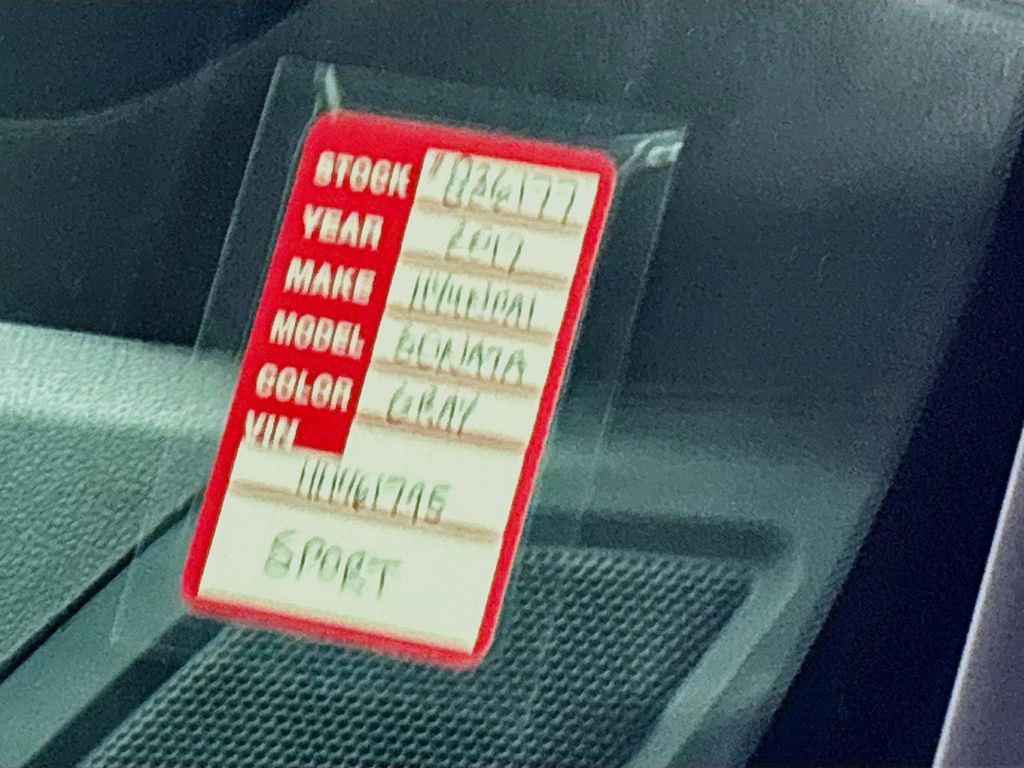 STOCK
YEAR 2017
MAKE HYUNDAI
MODEL SONATA
COLOR GRAY
VIN
SPORT